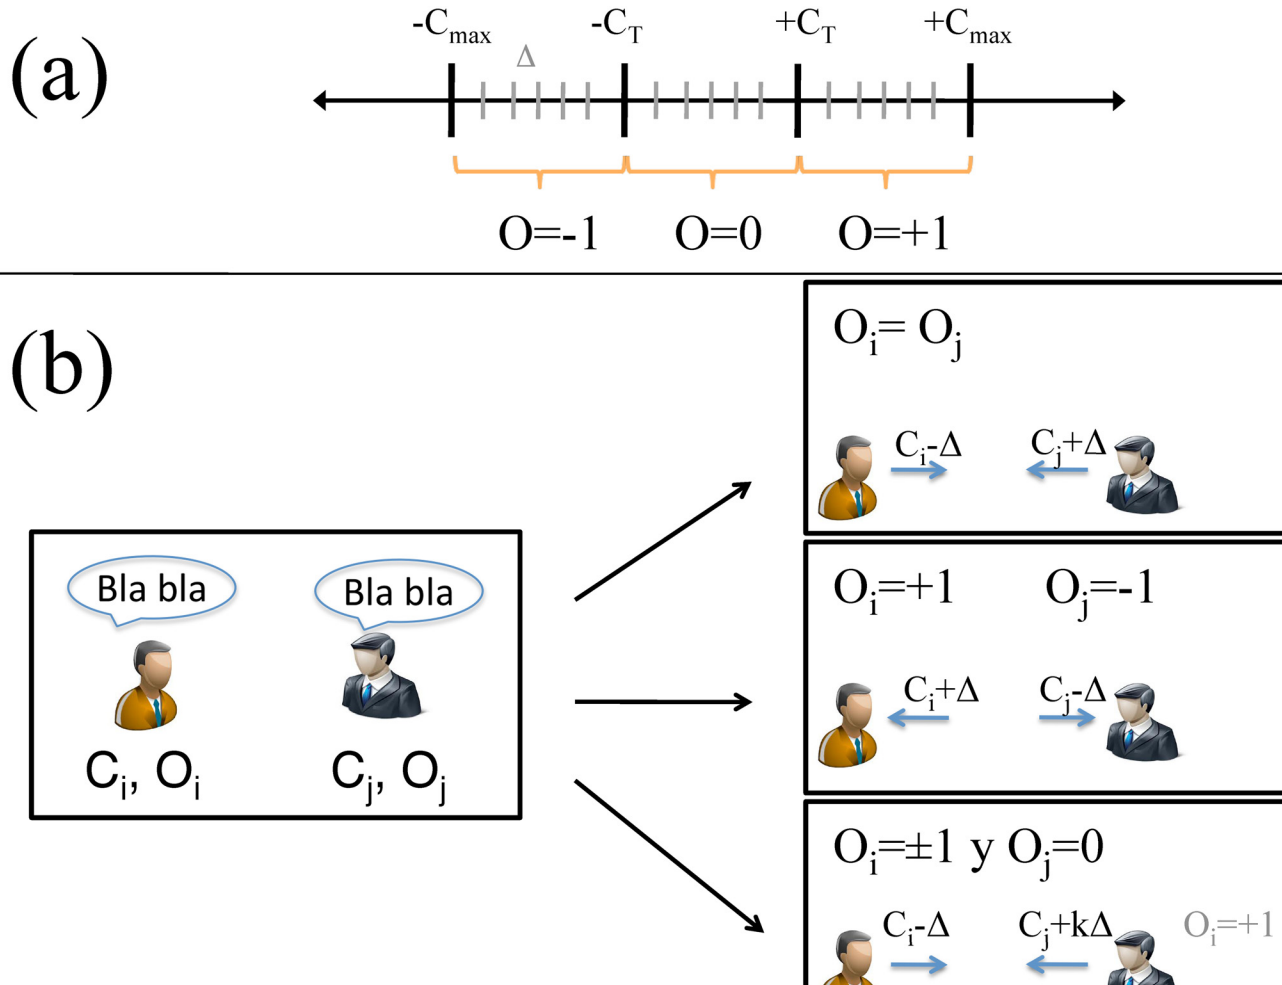 (a)
-Cmax -CT +CT +Cmax
Δ
O=-1 O=0 O=+1
(b)
Oi= Oj
Ci-Δ Cj+Δ
Bla bla Bla bla
Ci, Oi Cj, Oj
Oi=+1 Oj=-1
Ci+Δ Cj-Δ
Oi=±1 y Oj=0
Ci-Δ Cj+kΔ Oi=+1